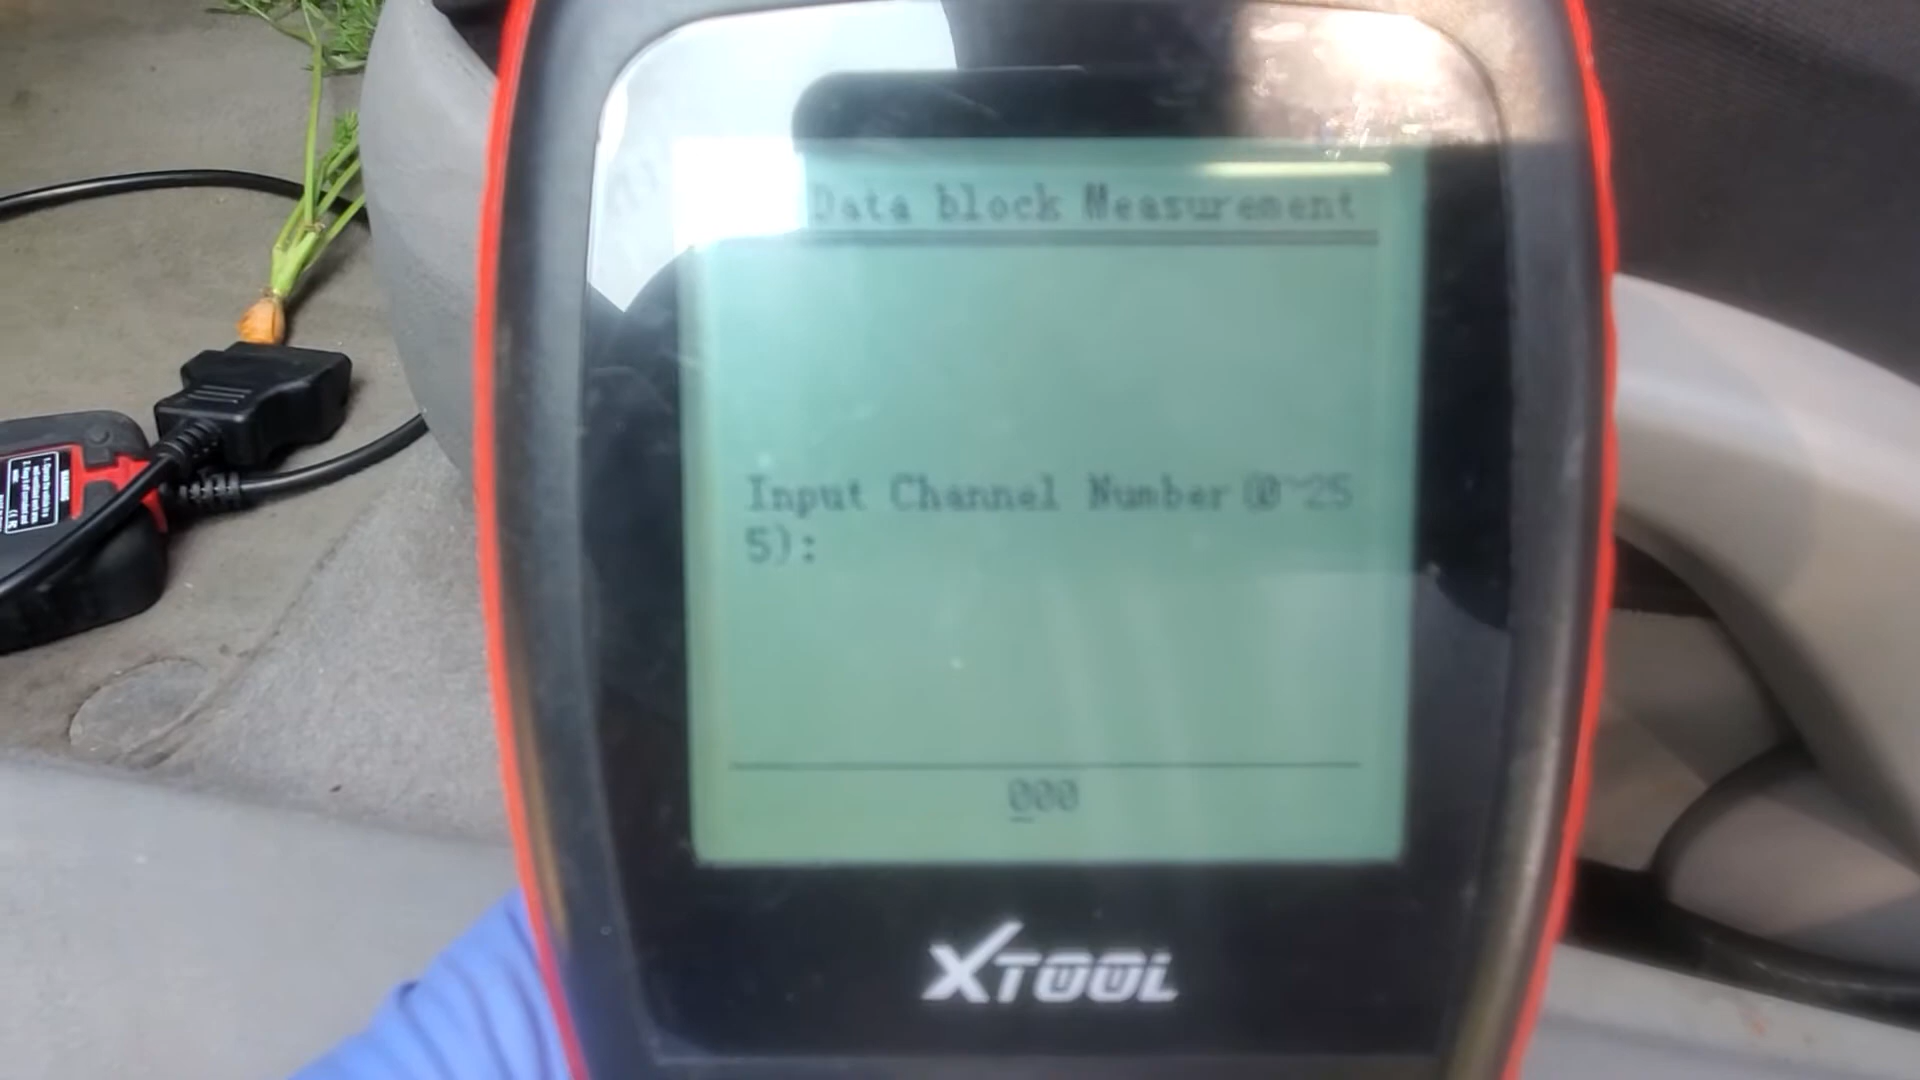 Data block Measurement
Input Channel Number(0~25
5):
000
XTOOL